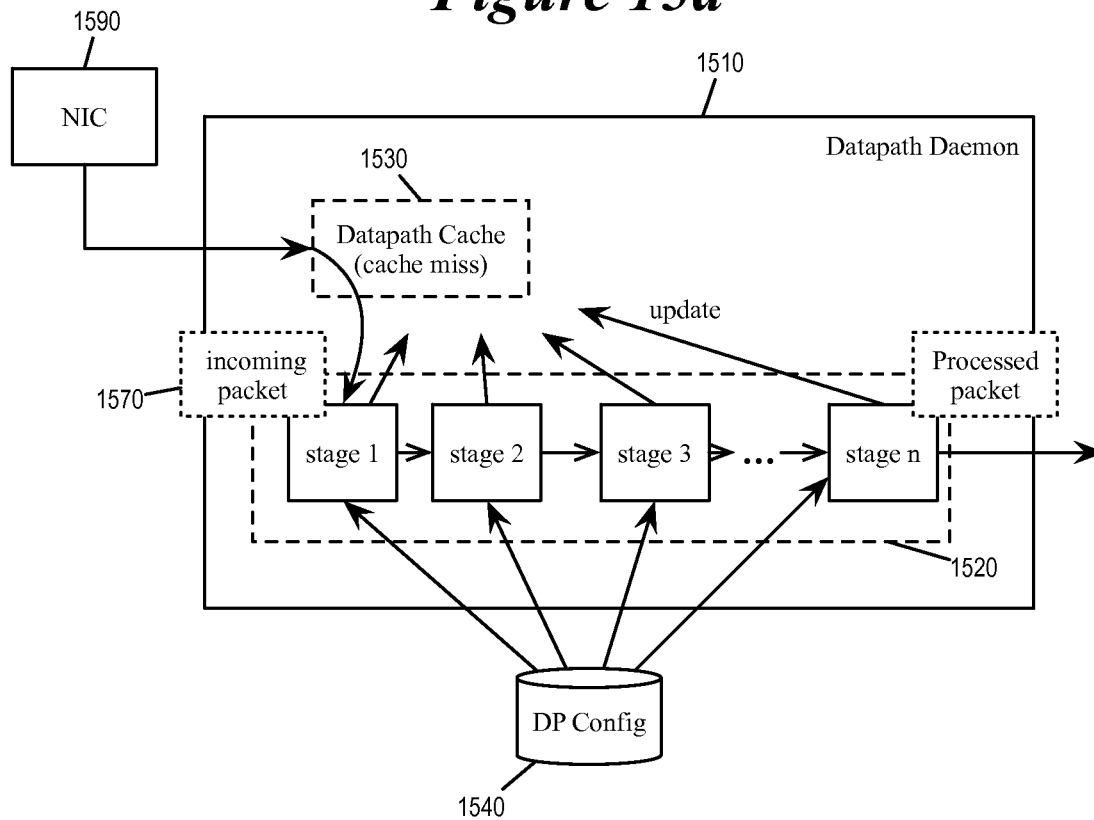 Figure 15a
1590
NIC
1510
Datapath Daemon
1530
Datapath Cache
(cache miss)
update
incoming
packet
1570
Processed
packet
stage 1
stage 2
stage 3
...
stage n
1520
DP Config
1540